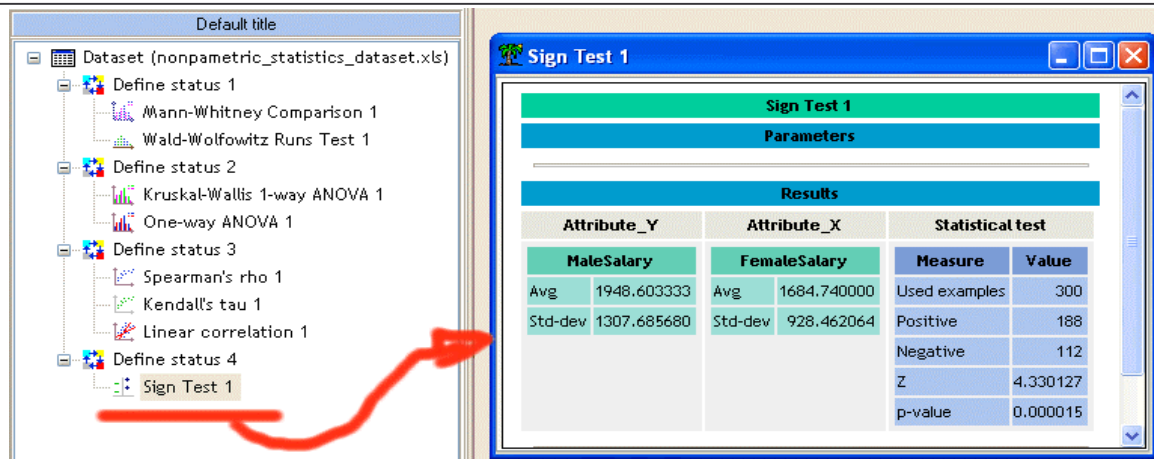 Default title
Dataset (nonpametric_statistics_dataset.xls)
Define status 1
Mann-Whitney Comparison 1
Wald-Wolfowitz Runs Test 1
Define status 2
Kruskal-Wallis 1-way ANOVA 1
One-way ANOVA 1
Define status 3
Spearman's rho 1
Kendall's tau 1
Linear correlation 1
Define status 4
Sign Test 1
Sign Test 1
Sign Test 1
Parameters
Results
Attribute_Y Attribute_X Statistical test
MaleSalary FemaleSalary Measure Value
Avg 1948.603333 Avg 1684.740000 Used examples 300
Std-dev 1307.685680 Std-dev 928.462064 Positive 188
Negative 112
Z 4.330127
p-value 0.000015